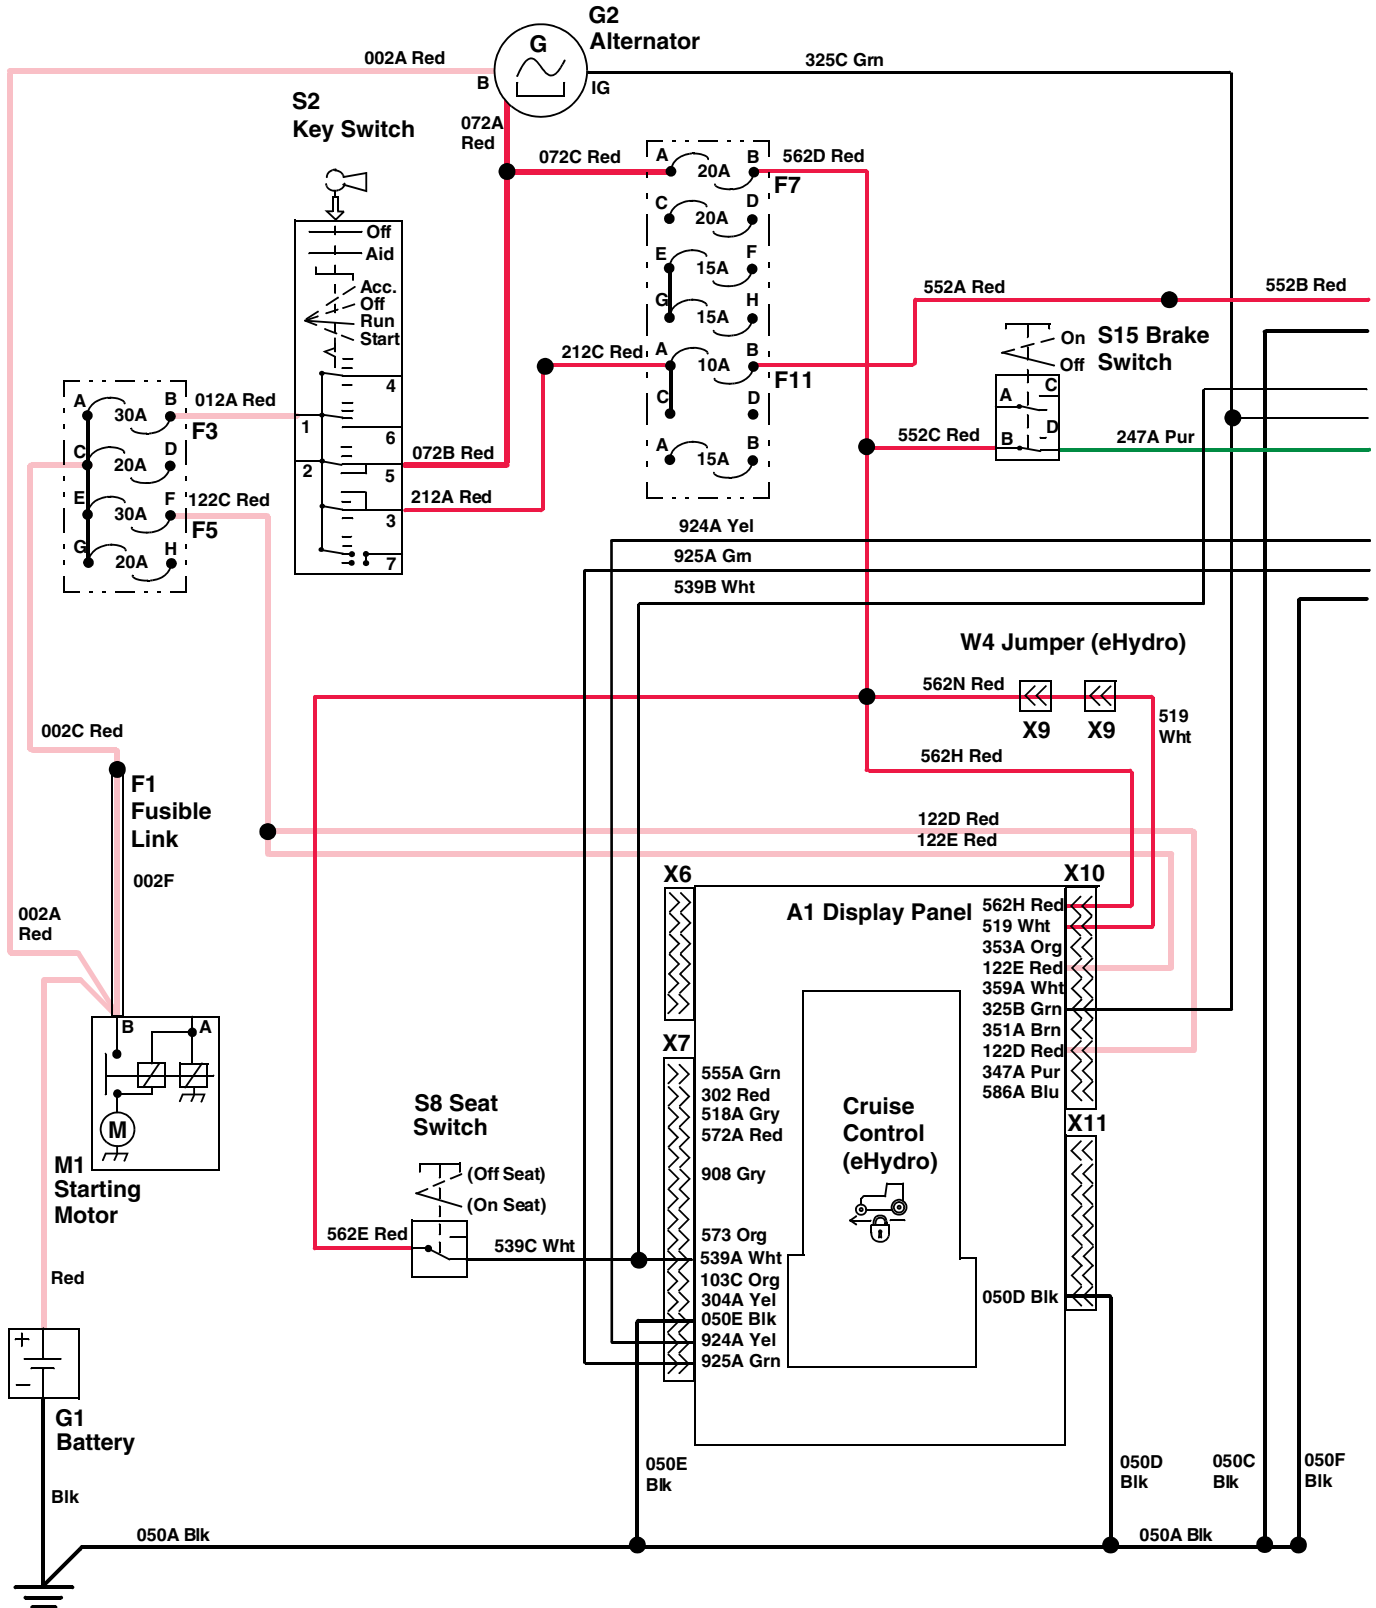 G2
Alternator
002A Red
G
B
IG
325C Grn
S2
Key Switch
072A
Red
072C Red
A
20A
B
562D Red
F7
C
20A
D
E
15A
F
G
15A
H
552A Red
552B Red
Off
Aid
Acc.
Off
Run
Start
S15 Brake
Switch
On
Off
212C Red
A
10A
B
F11
C
D
A
15A
B
4
1
6
2
5
3
7
A
30A
B
012A Red
F3
C
20A
D
E
30A
F
122C Red
F5
G
20A
H
072B Red
212A Red
A
C
B
D
552C Red
247A Pur
924A Yel
925A Grn
539B Wht
W4 Jumper (eHydro)
562N Red
X9
X9
519
Wht
562H Red
002C Red
F1
Fusible
Link
002F
122D Red
122E Red
002A
Red
X6
X10
A1 Display Panel
562H Red
519 Wht
353A Org
122E Red
359A Wht
325B Grn
351A Brn
122D Red
347A Pur
586A Blu
B
A
M
M1
Starting
Motor
X7
555A Grn
302 Red
518A Gry
572A Red
908 Gry
573 Org
539A Wht
103C Org
304A Yel
050E Blk
924A Yel
925A Grn
X11
Cruise
Control
(eHydro)
S8 Seat
Switch
(Off Seat)
(On Seat)
562E Red
539C Wht
050D Blk
Red
+
−
G1
Battery
Blk
050E
Blk
050D
Blk
050C
Blk
050F
Blk
050A Blk
050A Blk